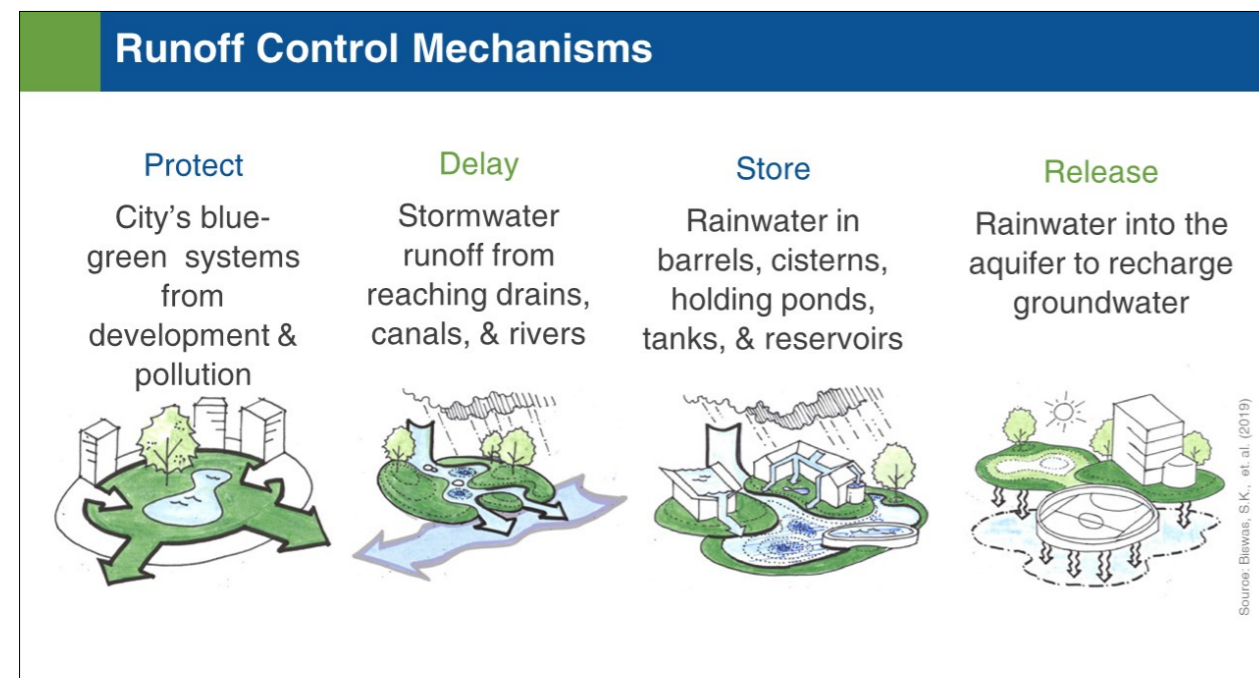 Runoff Control Mechanisms
Protect
City’s blue-
green systems
from
development &
pollution
Delay
Stormwater
runoff from
reaching drains,
canals, & rivers
Store
Rainwater in
barrels, cisterns,
holding ponds,
tanks, & reservoirs
Release
Rainwater into the
aquifer to recharge
groundwater
Source: Biswas, S.K., et. al. (2019)